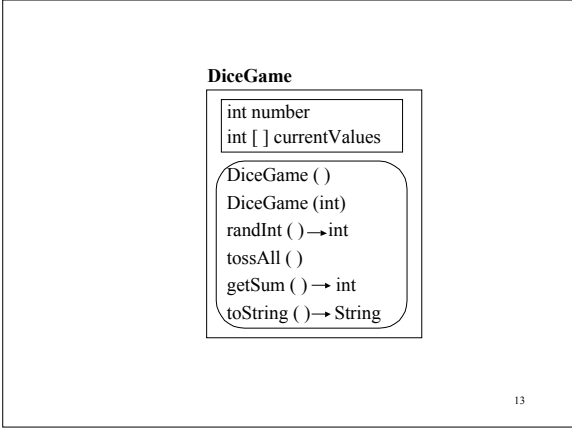 DiceGame
int number
int [ ] currentValues
DiceGame ( )
DiceGame (int)
randInt ( ) → int
tossAll ( )
getSum ( ) → int
toString ( ) → String
13